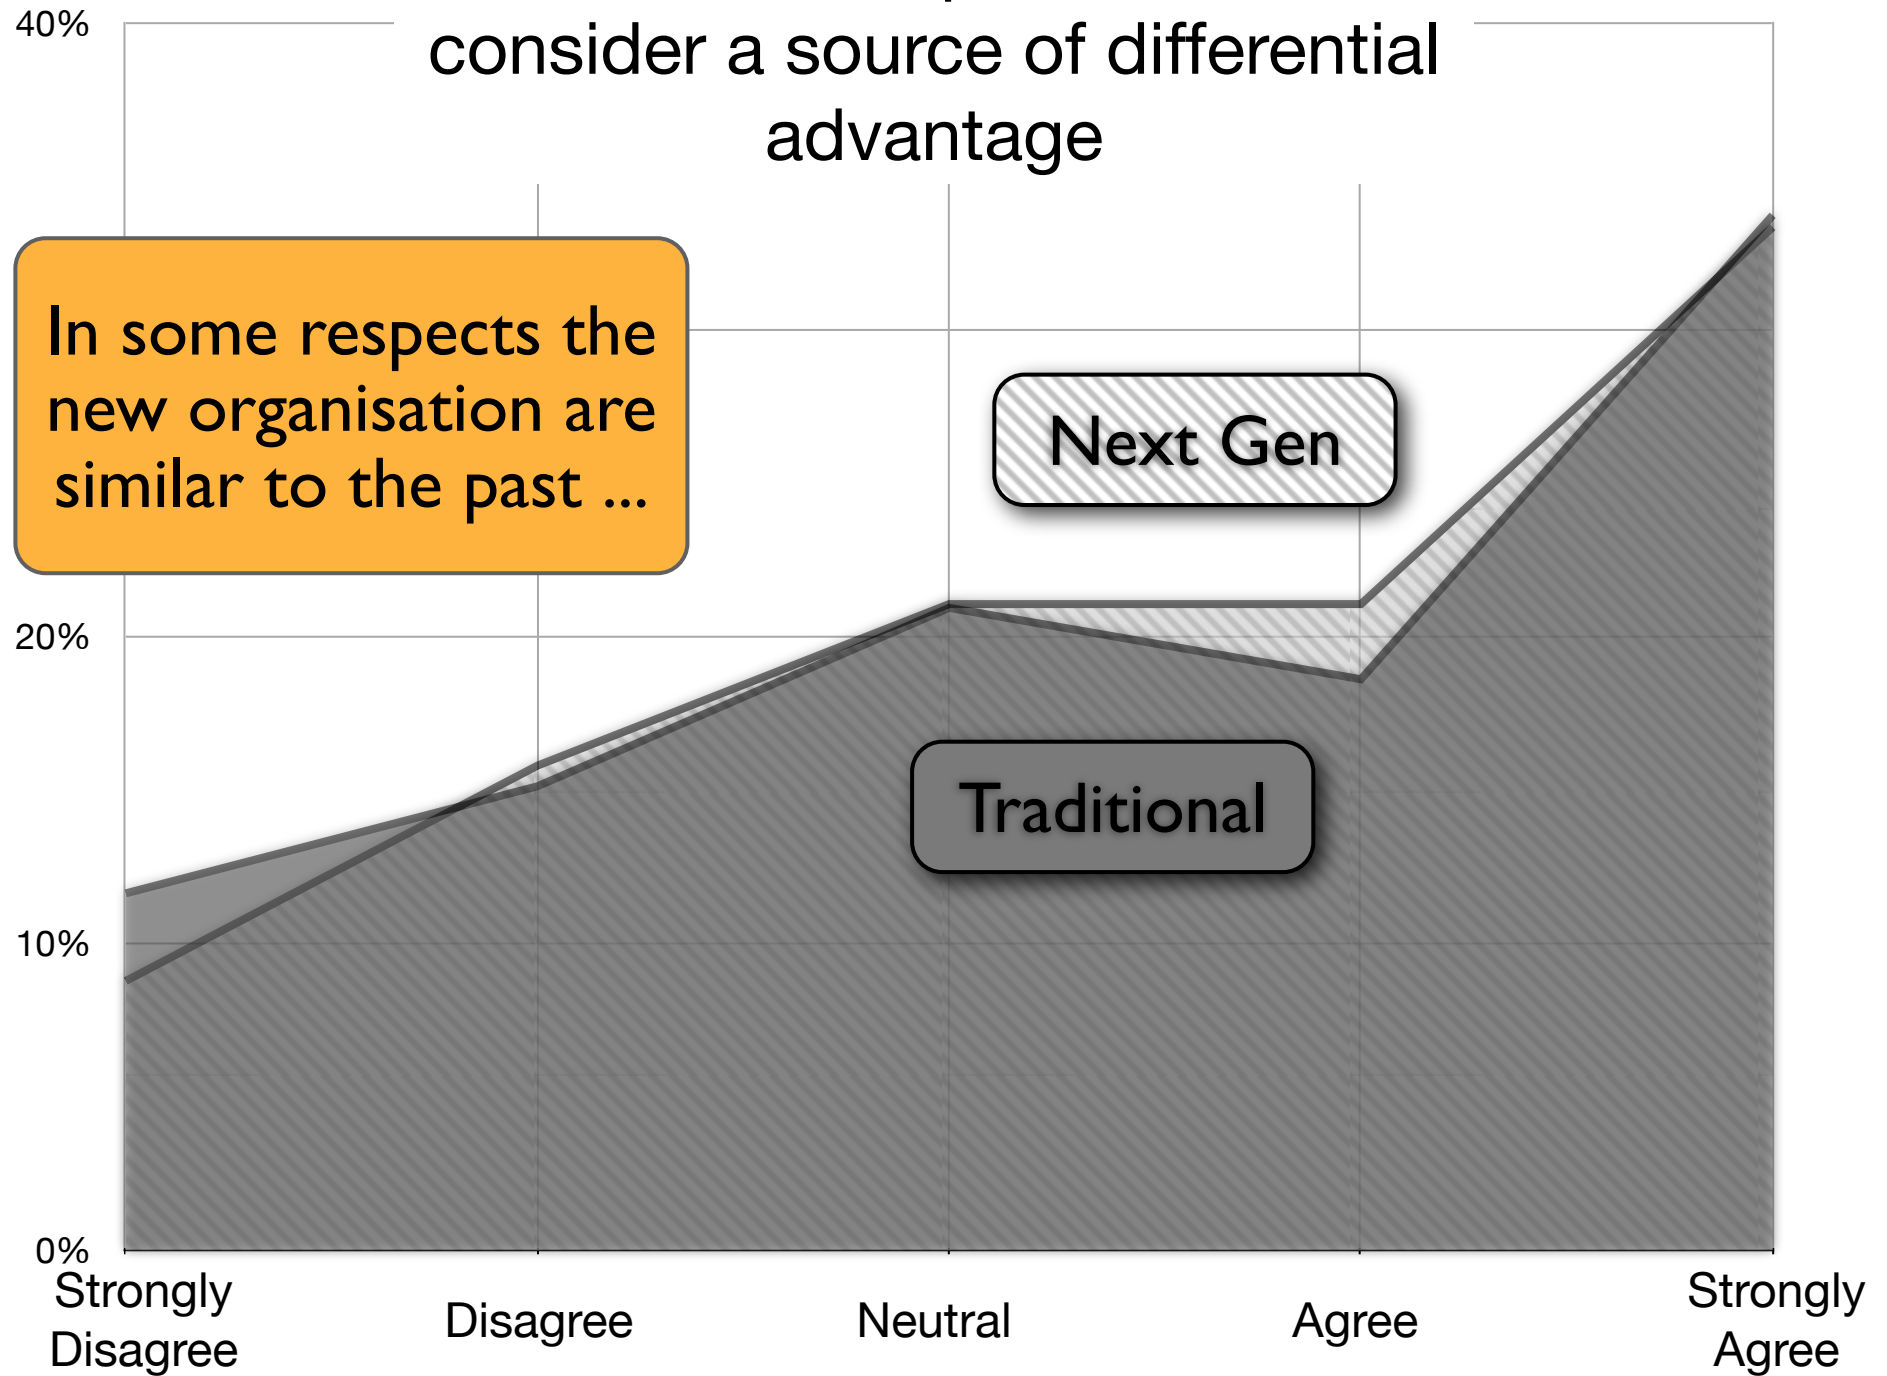 40%
consider a source of differential
advantage
In some respects the
new organisation are
similar to the past ...
Next Gen
20%
Traditional
10%
0%
Strongly
Disagree
Disagree
Neutral
Agree
Strongly
Agree